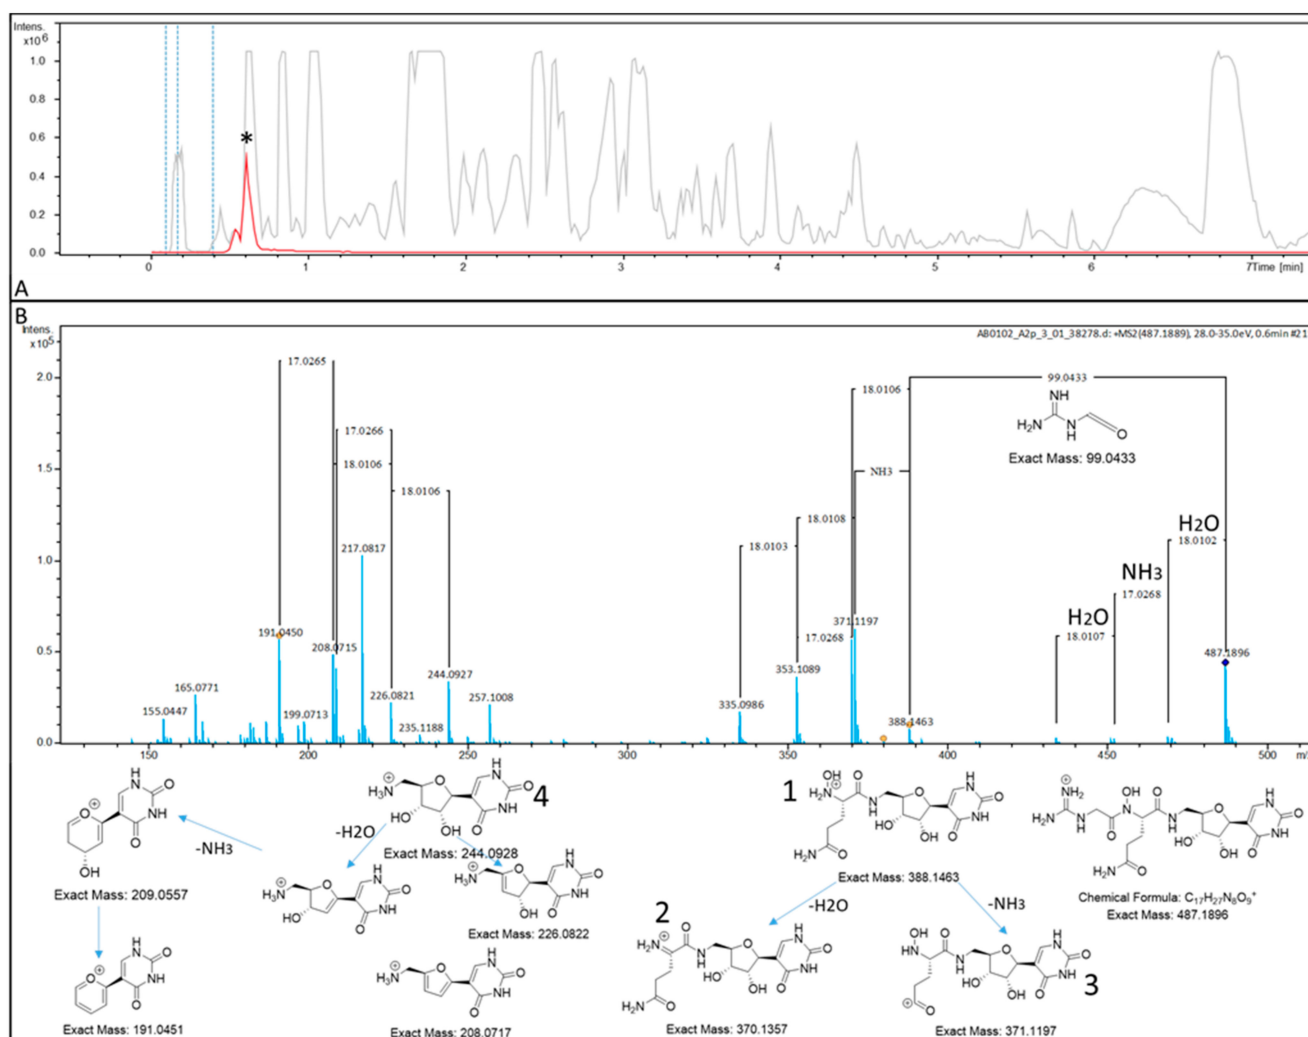 Intens.
x10⁶
1.0
0.8
0.6
0.4
0.2
0.0
*
0
1
2
3
4
5
6
7Time [min]
A
B
Intens.
x10⁵
AB0102_A2p_3_01_38278.d: +MS2(487.1889), 28.0-35.0eV, 0.6min #21
2.0
1.5
1.0
0.5
0.0
17.0265
17.0266
18.0106
18.0106
18.0106
99.0433
NH
H₂N
N
H
O
Exact Mass: 99.0433
NH3
18.0108
18.0103
17.0268
H2O
18.0102
NH3
17.0268
H2O
18.0107
217.0817
191.0450
208.0715
244.0927
226.0821
165.0771
155.0447
199.0713
235.1188
257.1008
371.1197
353.1089
335.0986
388.1463
487.1896
150
200
250
300
350
400
450
500
m/z
4
Exact Mass: 244.0928
-H2O
-NH3
Exact Mass: 209.0557
Exact Mass: 226.0822
Exact Mass: 191.0451
Exact Mass: 208.0717
1
Exact Mass: 388.1463
-H2O
-NH3
2
Exact Mass: 370.1357
3
Exact Mass: 371.1197
Chemical Formula: C₁₇H₂₇N₈O₉⁺
Exact Mass: 487.1896